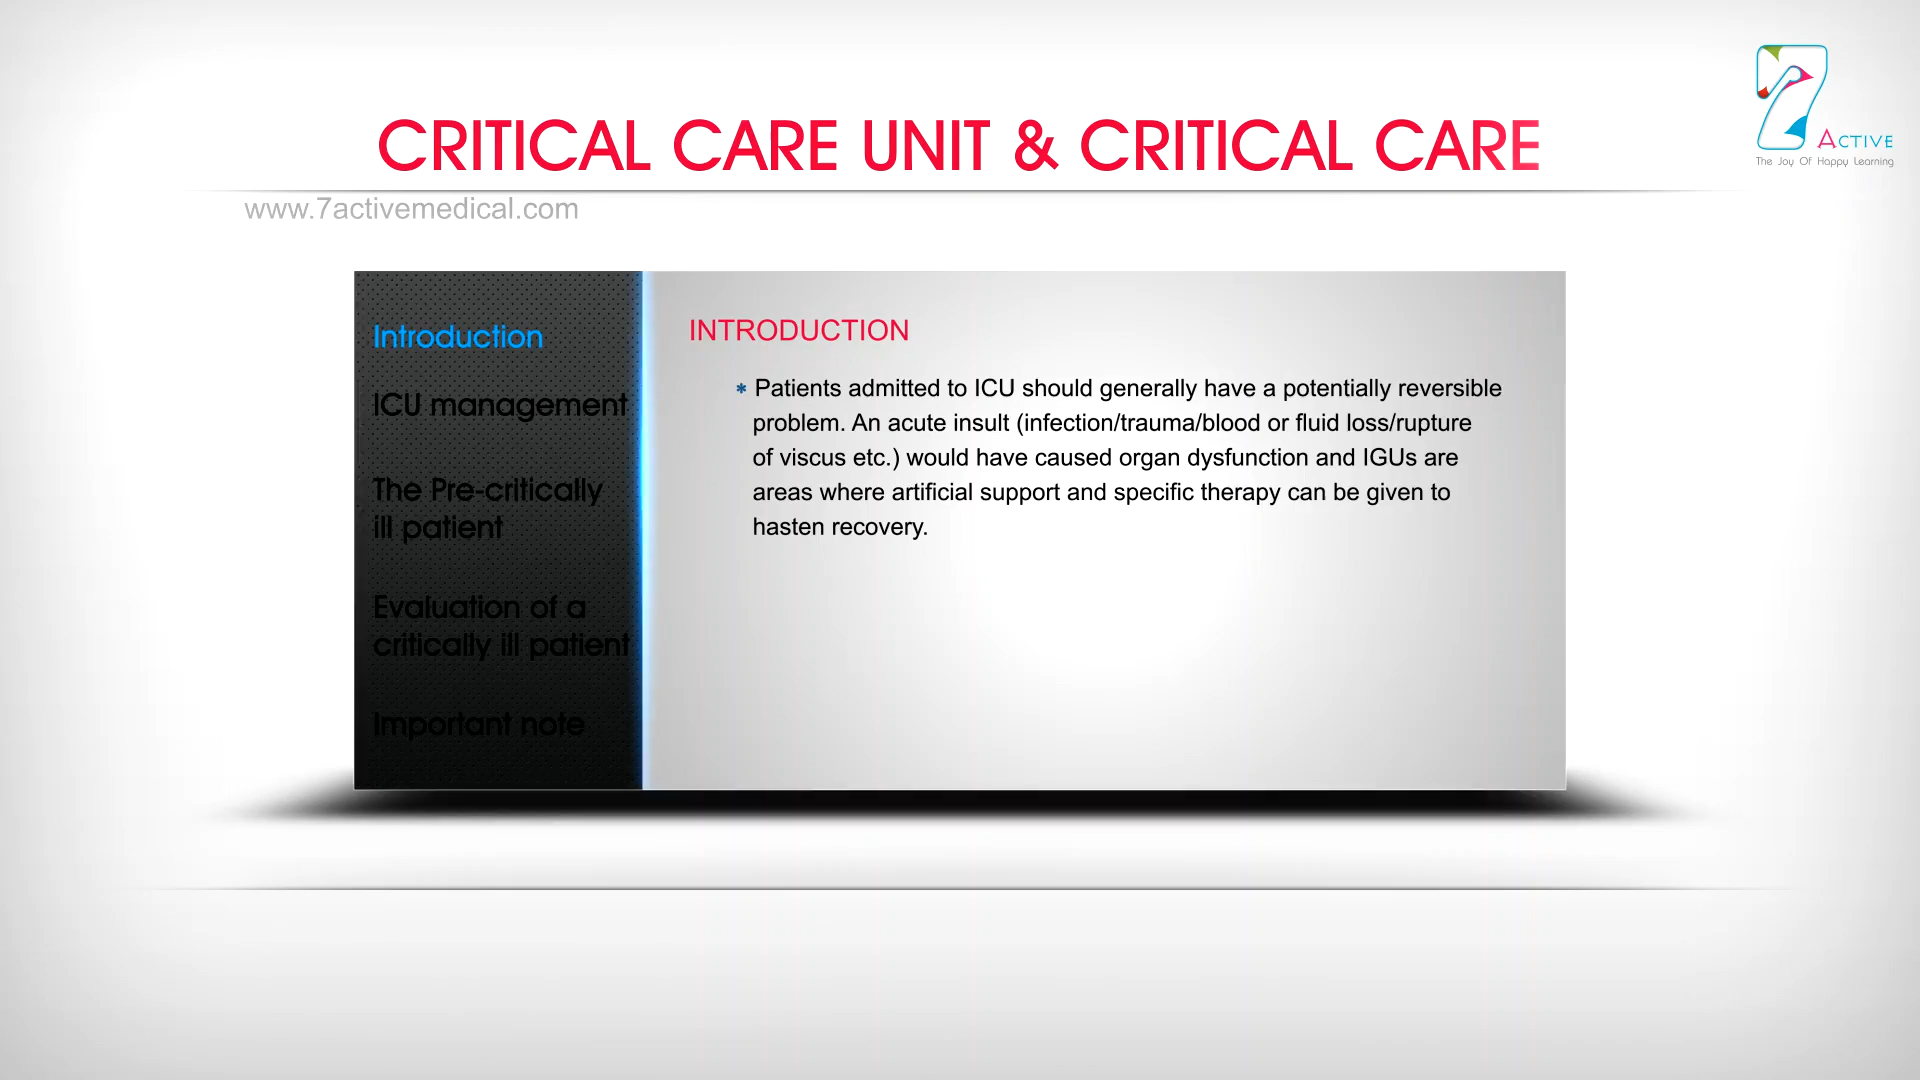 CRITICAL CARE UNIT & CRITICAL CARE
7
ACTIVE
The Joy Of Happy Learning
www.7activemedical.com
Introduction
ICU management
The Pre-critically
ill patient
Evaluation of a
critically ill patient
Important note
INTRODUCTION
* Patients admitted to ICU should generally have a potentially reversible
problem. An acute insult (infection/trauma/blood or fluid loss/rupture
of viscus etc.) would have caused organ dysfunction and IGUs are
areas where artificial support and specific therapy can be given to
hasten recovery.